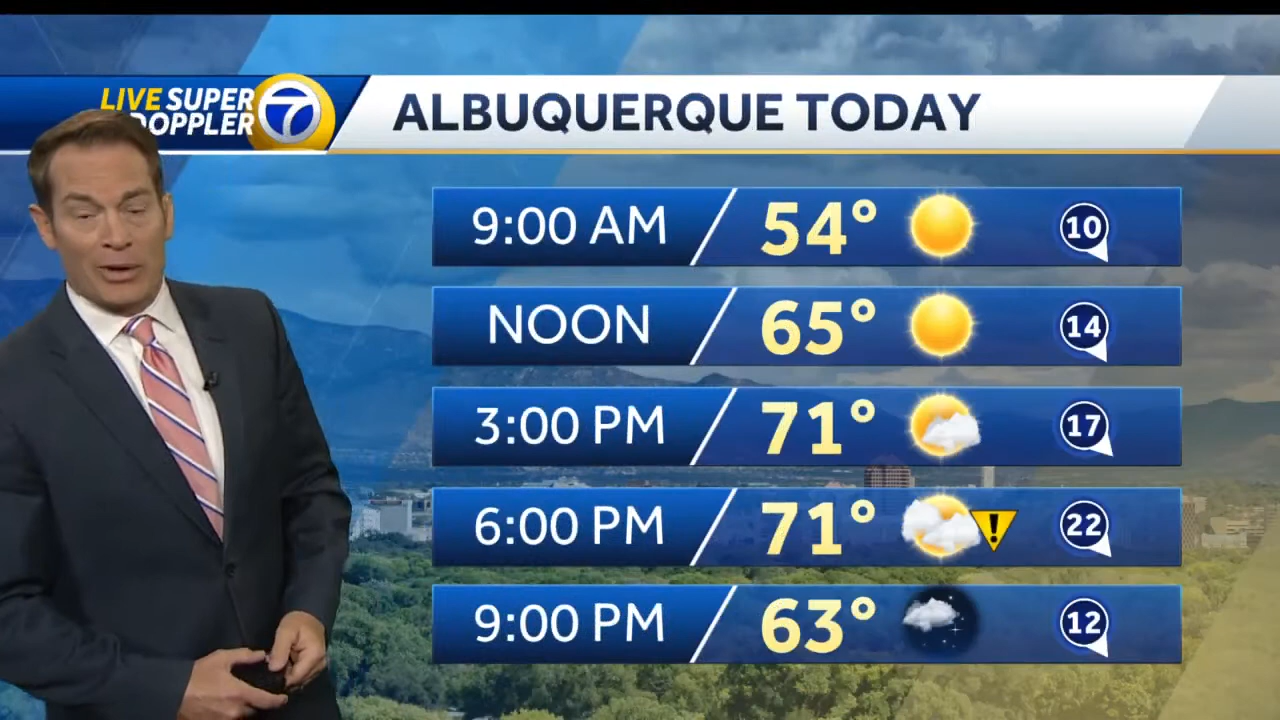 LIVE SUPER
DOPPLER 7
ALBUQUERQUE TODAY
9:00 AM 54° 10
NOON 65° 14
3:00 PM 71° 17
6:00 PM 71° ! 22
9:00 PM 63° 12